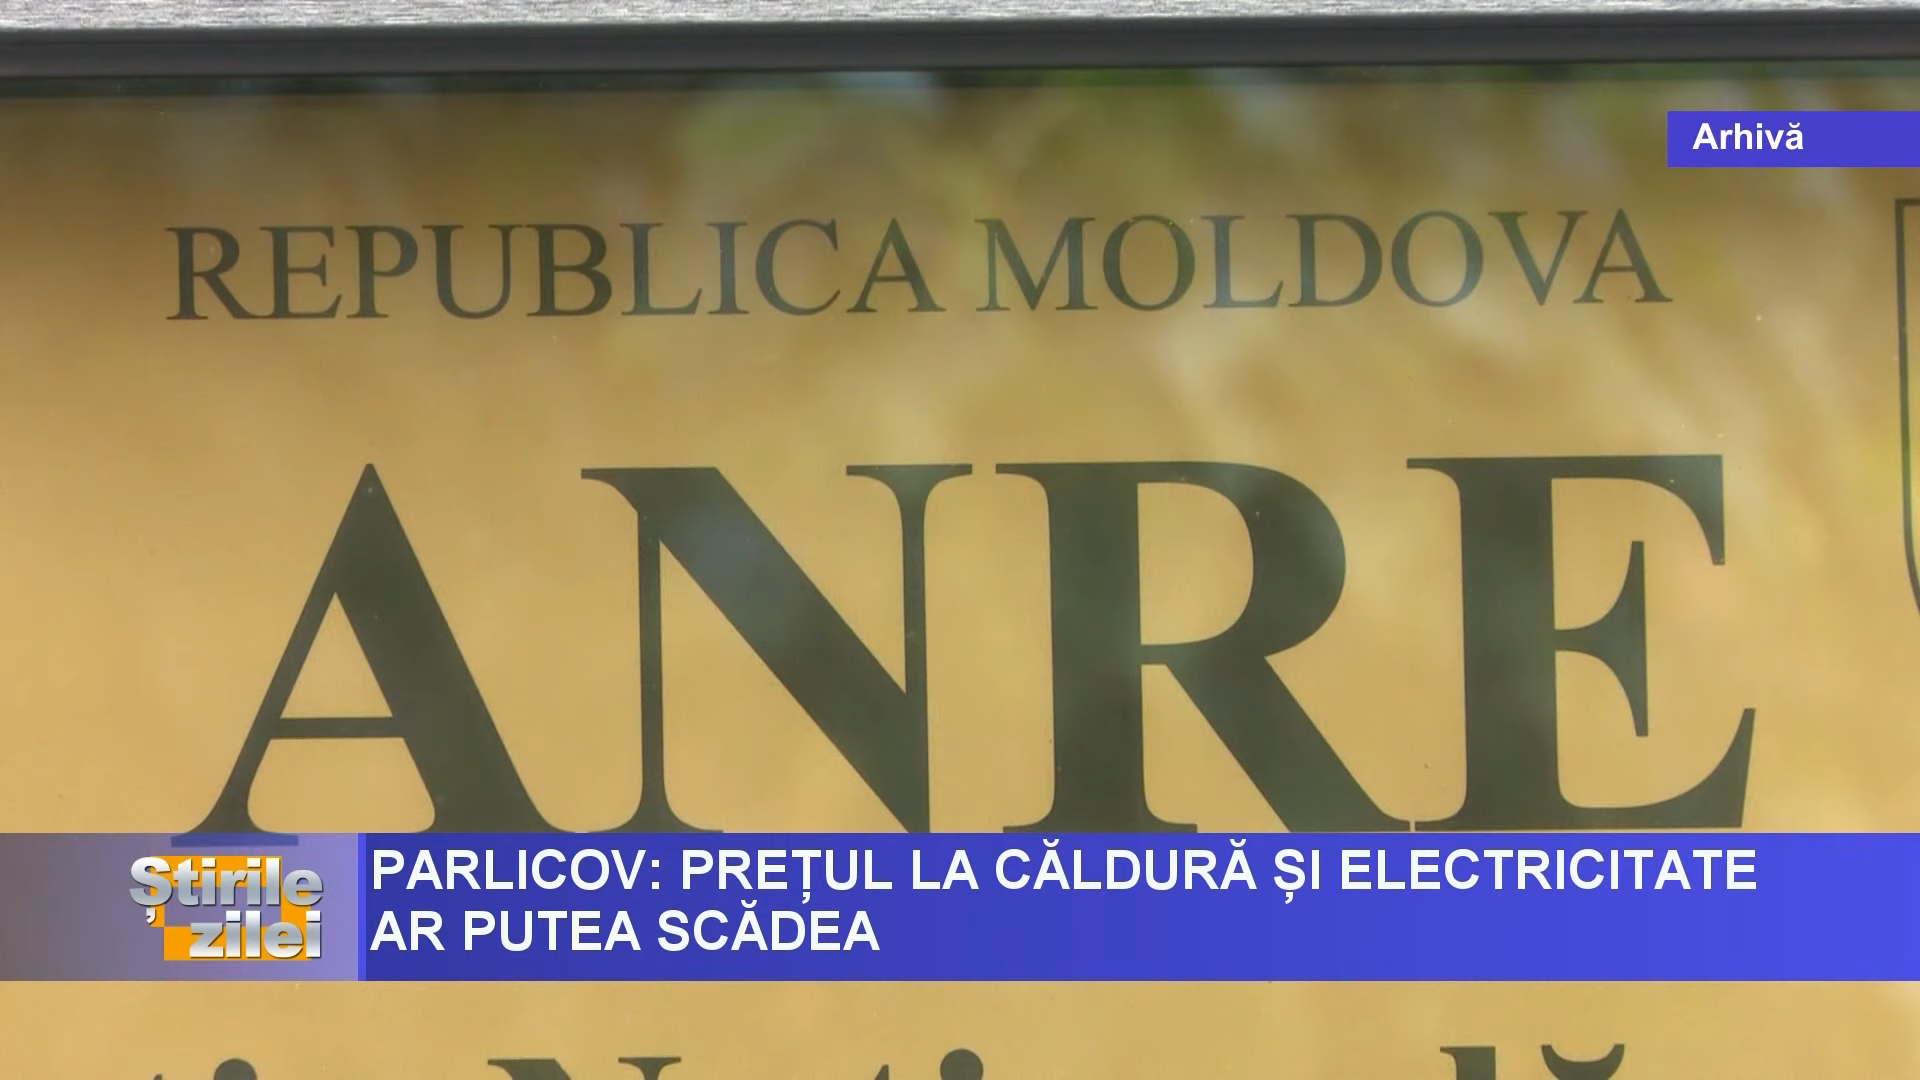 Arhivă
REPUBLICA MOLDOVA
ANRE
Știrile
zilei
PARLICOV: PREȚUL LA CĂLDURĂ ȘI ELECTRICITATE
AR PUTEA SCĂDEA